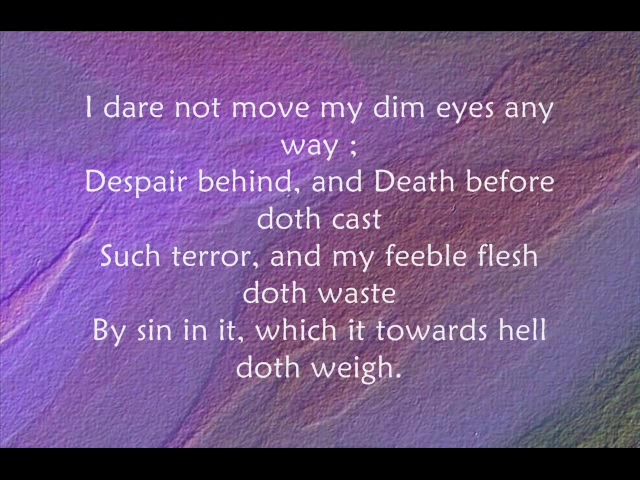 I dare not move my dim eyes any
way ;
Despair behind, and Death before
doth cast
Such terror, and my feeble flesh
doth waste
By sin in it, which it towards hell
doth weigh.